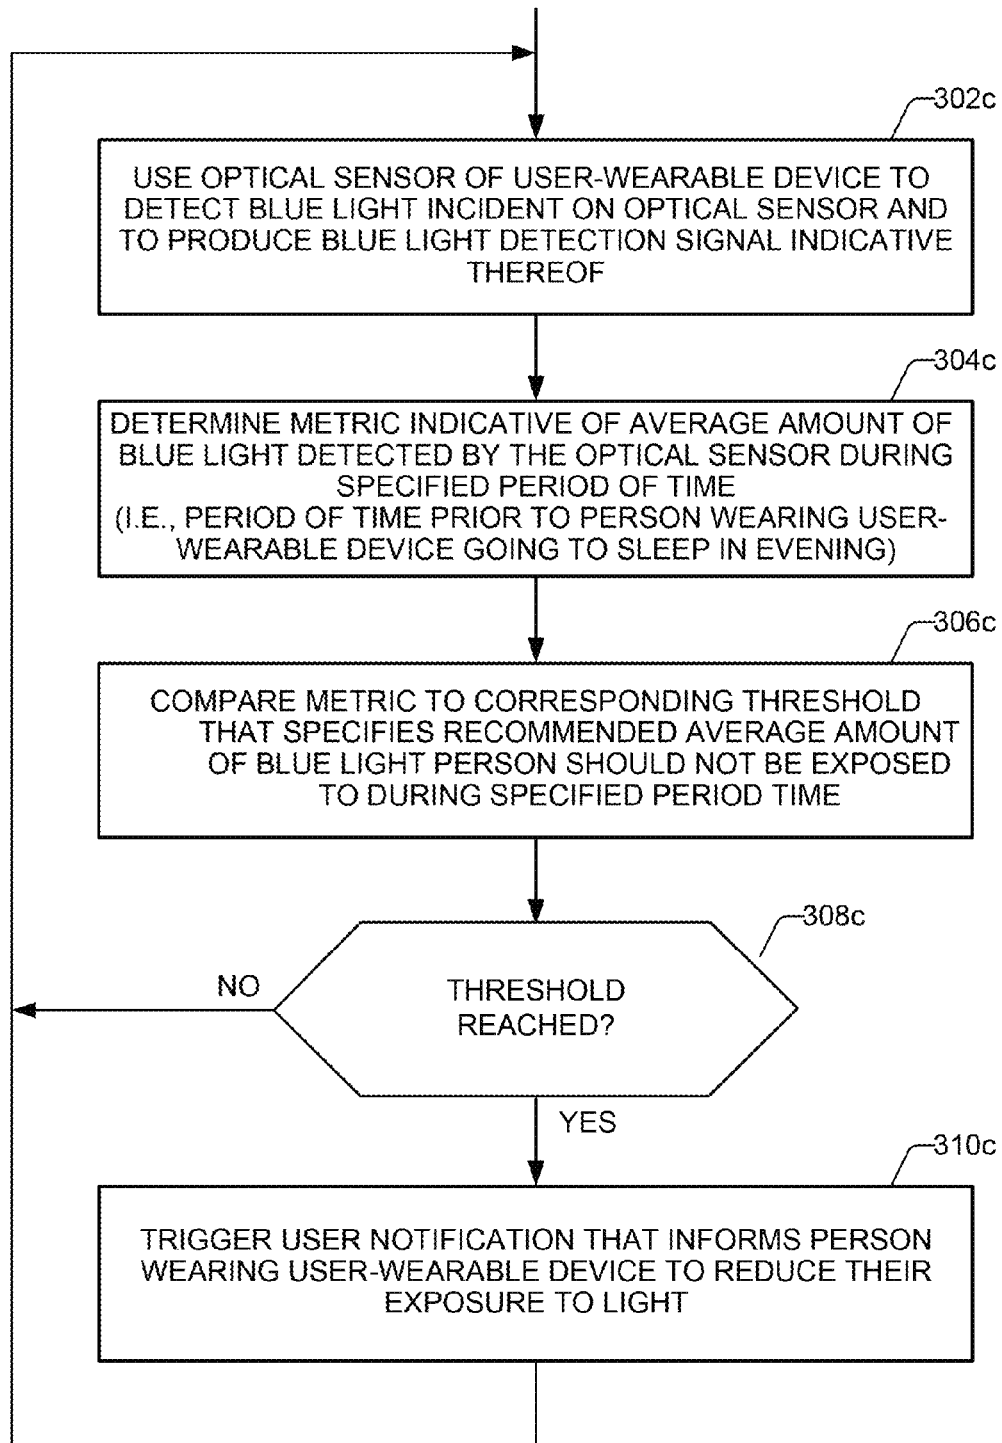 302c
USE OPTICAL SENSOR OF USER-WEARABLE DEVICE TO
DETECT BLUE LIGHT INCIDENT ON OPTICAL SENSOR AND
TO PRODUCE BLUE LIGHT DETECTION SIGNAL INDICATIVE
THEREOF
304c
DETERMINE METRIC INDICATIVE OF AVERAGE AMOUNT OF
BLUE LIGHT DETECTED BY THE OPTICAL SENSOR DURING
SPECIFIED PERIOD OF TIME
(I.E., PERIOD OF TIME PRIOR TO PERSON WEARING USER-
WEARABLE DEVICE GOING TO SLEEP IN EVENING)
306c
COMPARE METRIC TO CORRESPONDING THRESHOLD
THAT SPECIFIES RECOMMENDED AVERAGE AMOUNT
OF BLUE LIGHT PERSON SHOULD NOT BE EXPOSED
TO DURING SPECIFIED PERIOD TIME
308c
NO
THRESHOLD
REACHED?
YES
310c
TRIGGER USER NOTIFICATION THAT INFORMS PERSON
WEARING USER-WEARABLE DEVICE TO REDUCE THEIR
EXPOSURE TO LIGHT